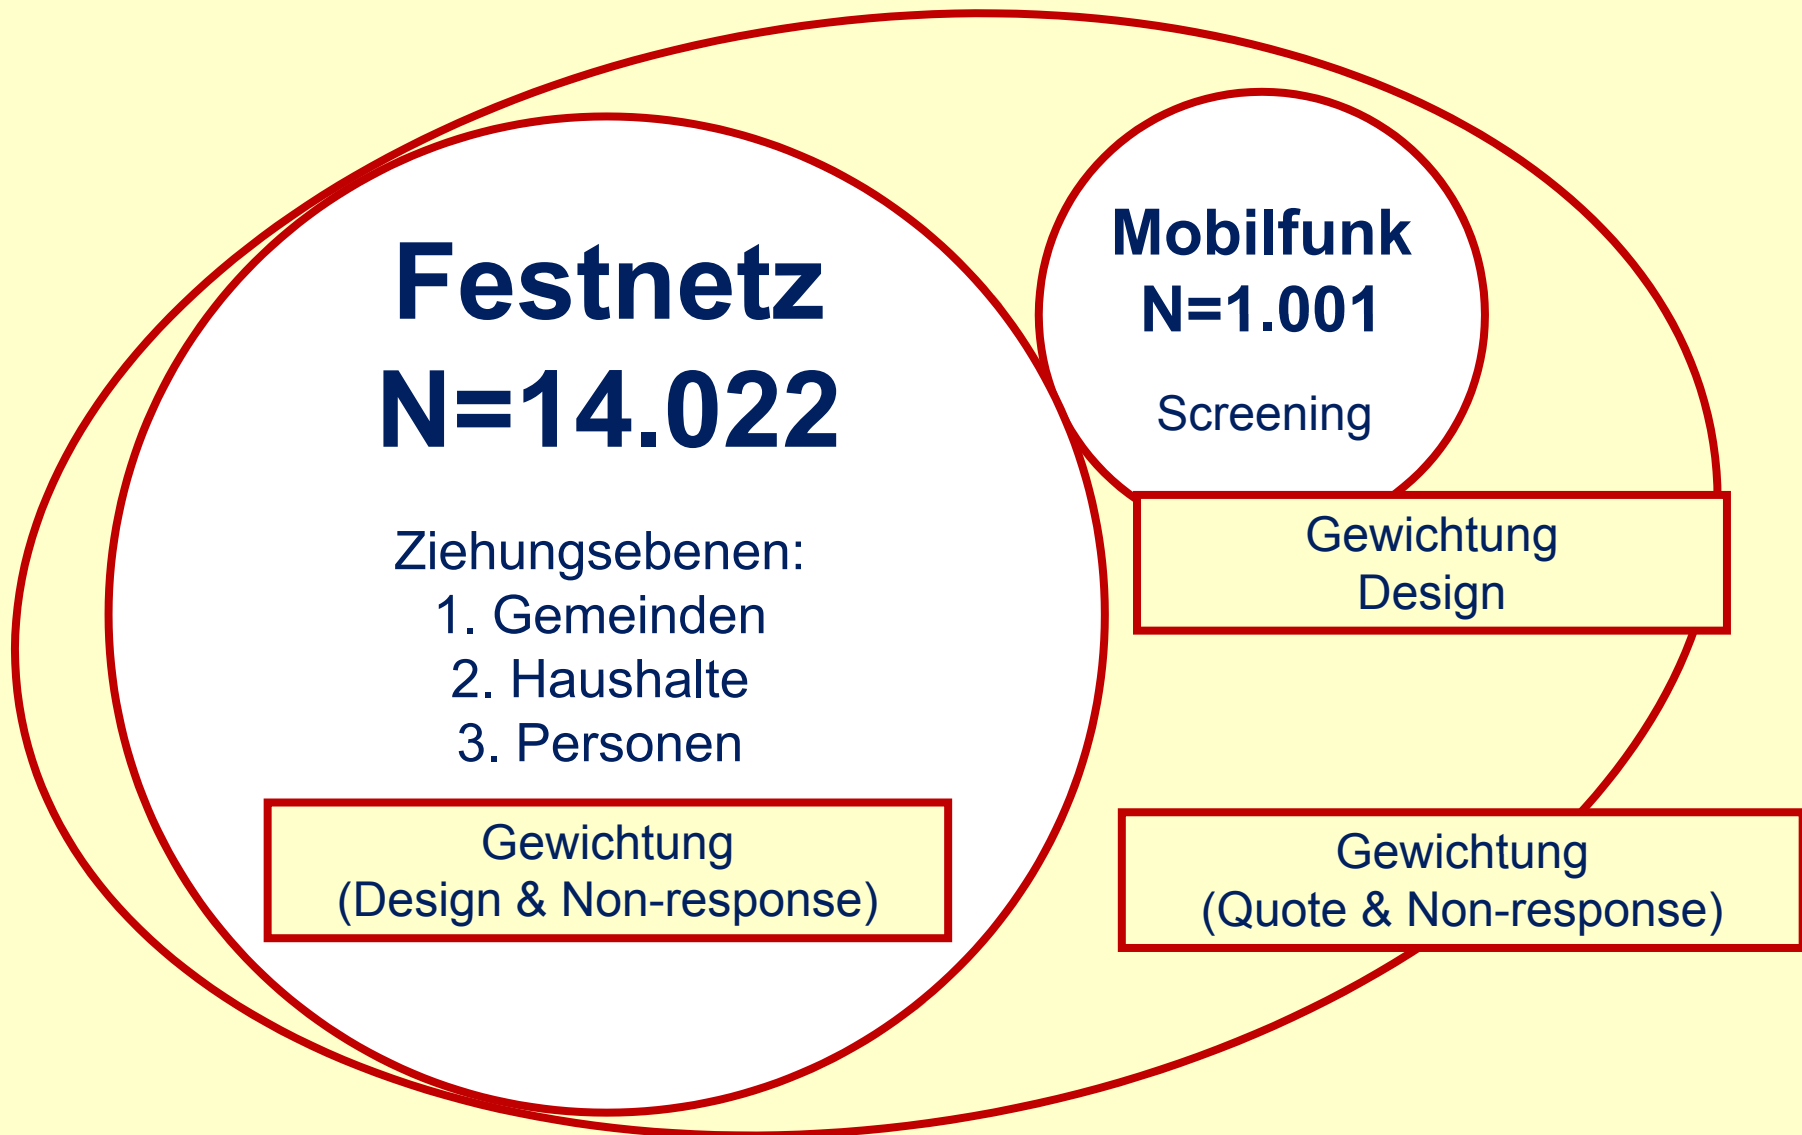 Festnetz
N=14.022
Ziehungsebenen:
1. Gemeinden
2. Haushalte
3. Personen
Gewichtung
(Design & Non-response)
Mobilfunk
N=1.001
Screening
Gewichtung
Design
Gewichtung
(Quote & Non-response)